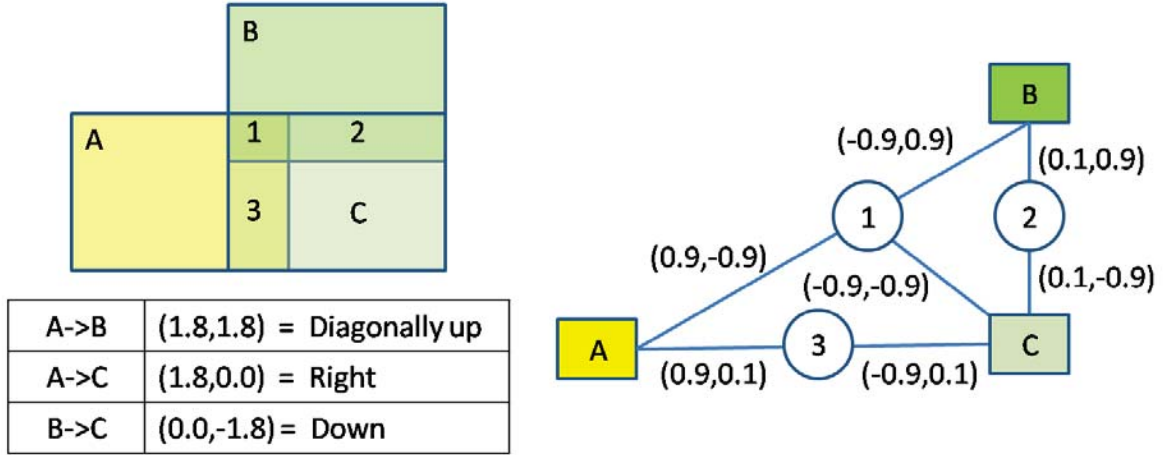 B
A
1
2
3
C
A->B (1.8,1.8) = Diagonally up
A->C (1.8,0.0) = Right
B->C (0.0,-1.8) = Down
B
(-0.9,0.9)
(0.1,0.9)
1
2
(0.9,-0.9)
(-0.9,-0.9)
(0.1,-0.9)
A
3
C
(0.9,0.1)
(-0.9,0.1)